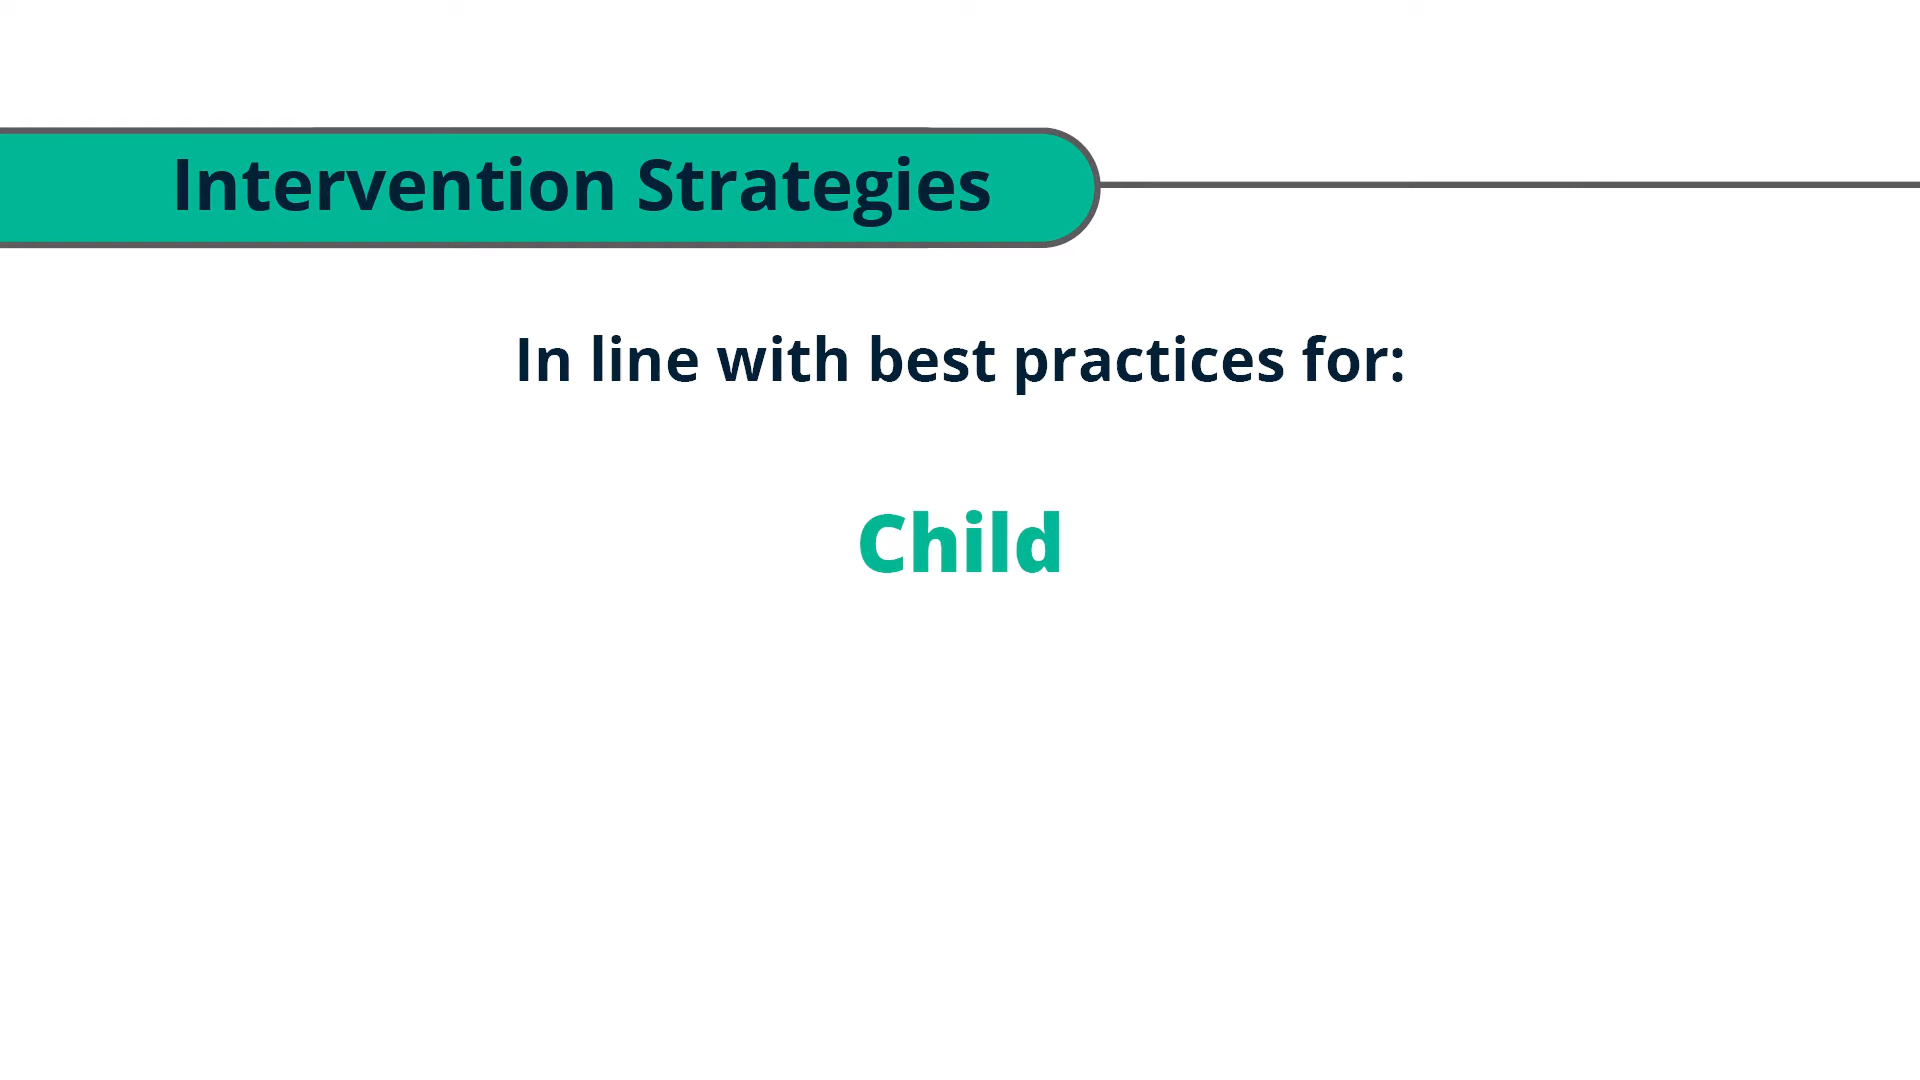 Intervention Strategies
In line with best practices for:
Child